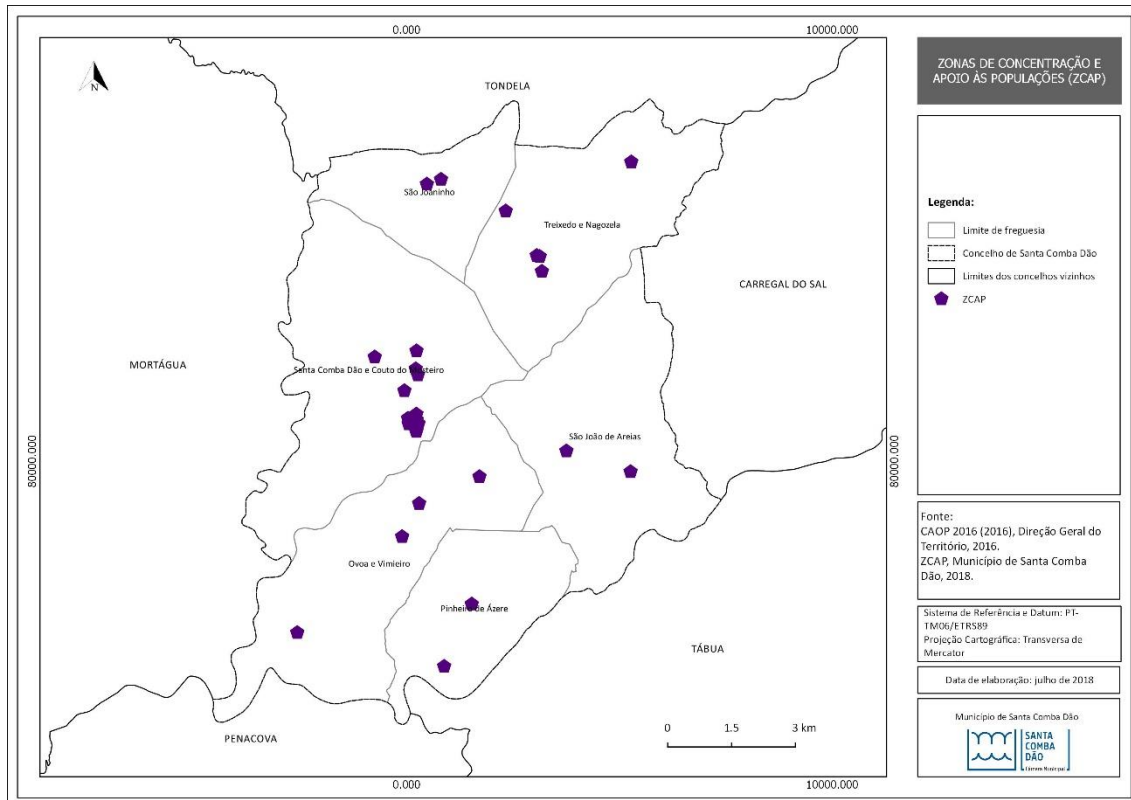 0.000
10000.000
ZONAS DE CONCENTRAÇÃO E
APOIO ÀS POPULAÇÕES (ZCAP)
N
TONDELA
São Joaninho
Treixedo e Nagozela
CARREGAL DO SAL
MORTÁGUA
Santa Comba Dão e Couto do Mosteiro
São João de Areias
80000.000
80000.000
Ovoa e Vimieiro
Pinheiro de Ázere
TÁBUA
PENACOVA
0
1.5
3 km
0.000
10000.000
Legenda:
Limite de freguesia
Concelho de Santa Comba Dão
Limites dos concelhos vizinhos
ZCAP
Fonte:
CAOP 2016 (2016), Direção Geral do
Território, 2016.
ZCAP, Município de Santa Comba
Dão, 2018.
Sistema de Referência e Datum: PT-
TM06/ETRS89
Projeção Cartográfica: Transversa de
Mercator
Data de elaboração: julho de 2018
Município de Santa Comba Dão
SANTA
COMBA
DÃO
Câmara Municipal